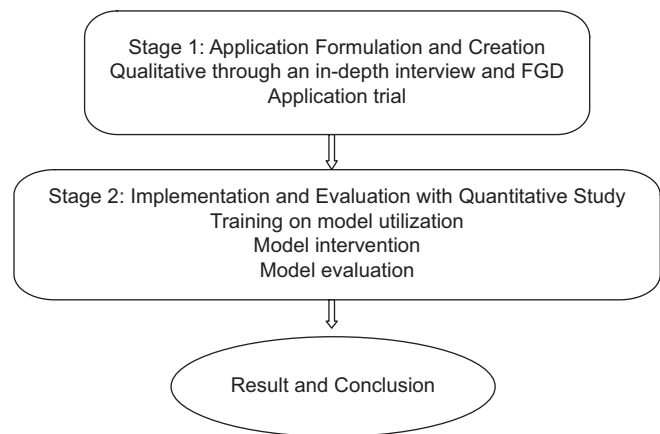 Stage 1: Application Formulation and Creation
Qualitative through an in-depth interview and FGD
Application trial
Stage 2: Implementation and Evaluation with Quantitative Study
Training on model utilization
Model intervention
Model evaluation
Result and Conclusion